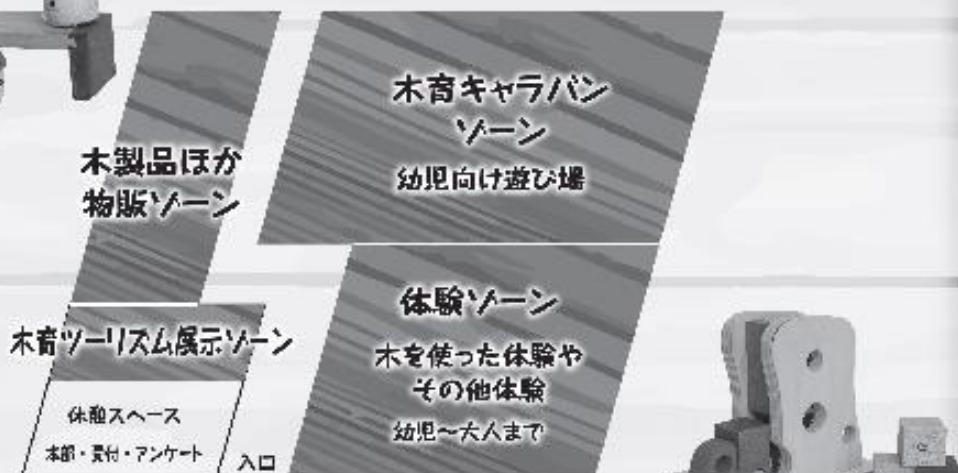 木育キャラバン
ゾーン
幼児向け遊び場
木製品ほか
物販ゾーン
体験ゾーン
木を使った体験や
その他体験
幼児～大人まで
木育ツーリズム展示ゾーン
休憩スペース
本部・受付・アンケート
入口